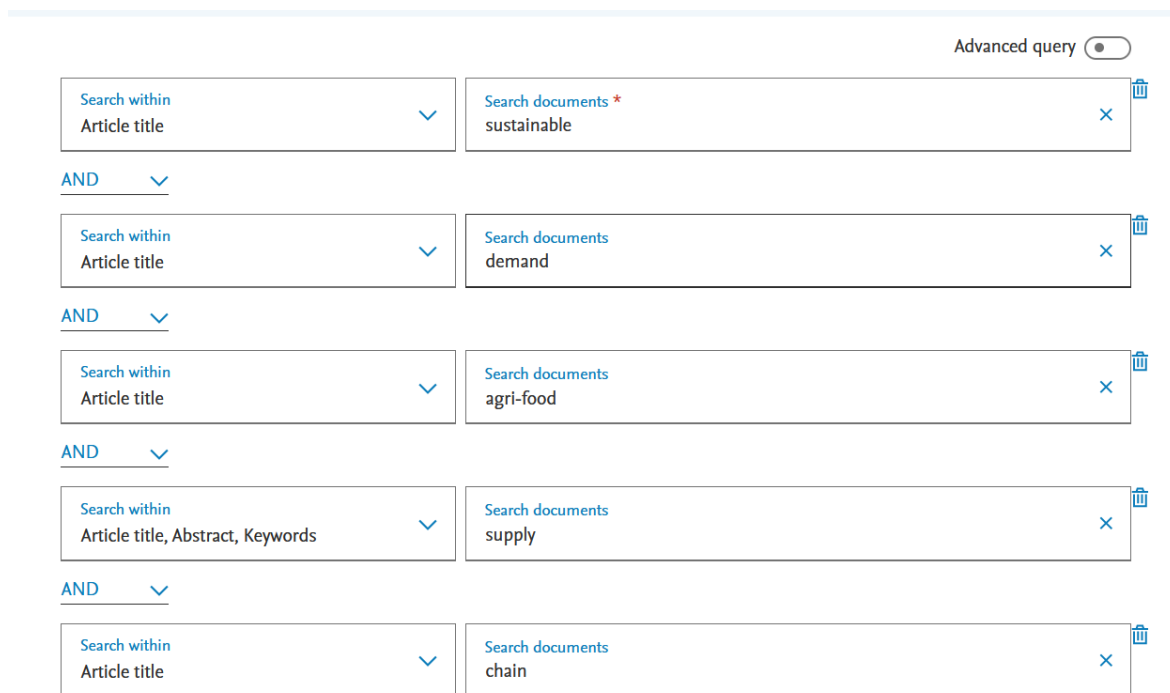 Advanced query
Search within
Article title
Search documents *
sustainable
AND
Search within
Article title
Search documents
demand
AND
Search within
Article title
Search documents
agri-food
AND
Search within
Article title, Abstract, Keywords
Search documents
supply
AND
Search within
Article title
Search documents
chain